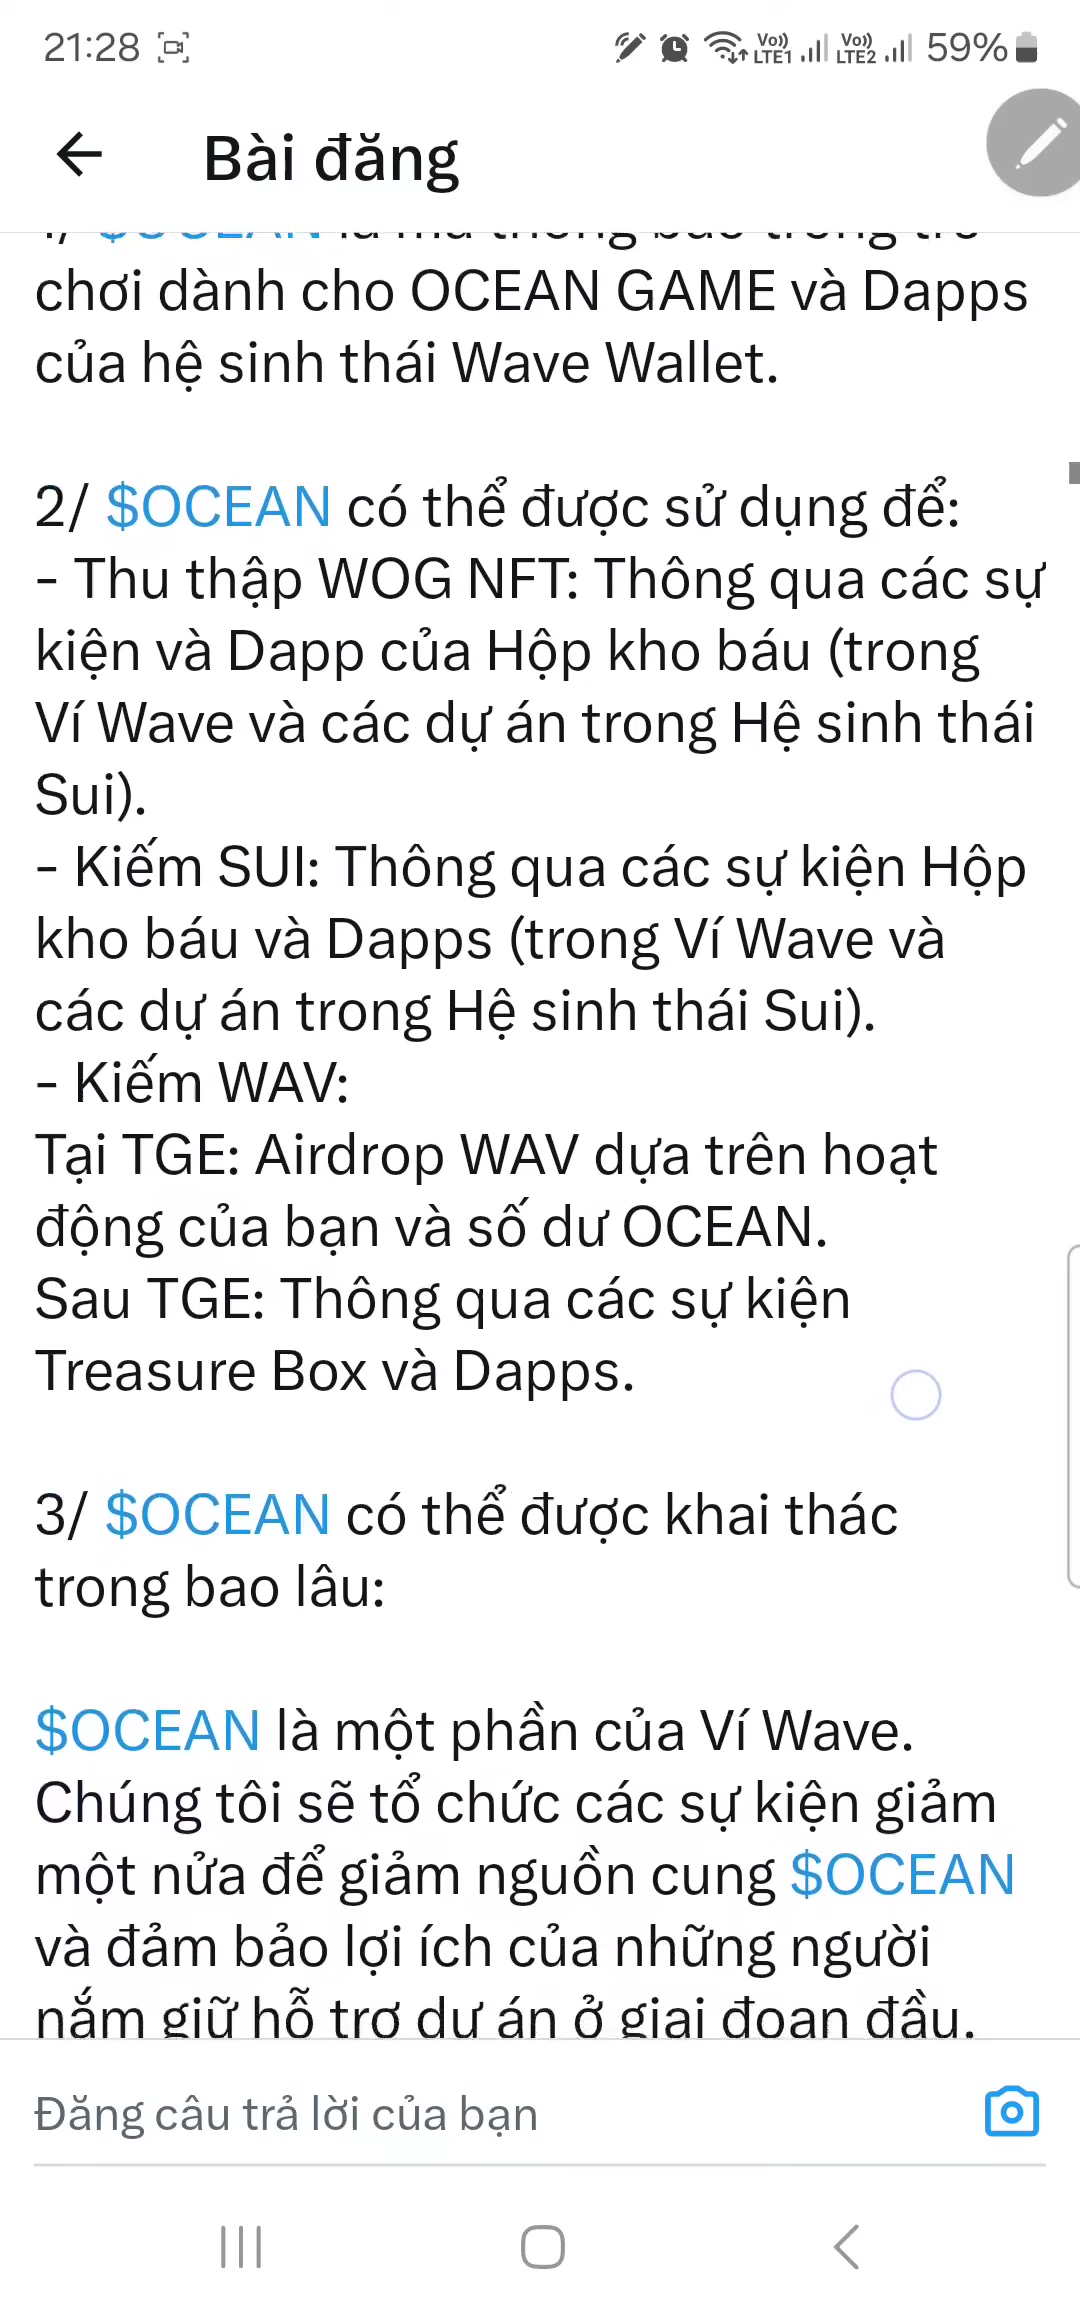 21:28
Vo)) LTE1 Vo)) LTE2 59%
Bài đăng
chơi dành cho OCEAN GAME và Dapps
của hệ sinh thái Wave Wallet.
2/ $OCEAN có thể được sử dụng để:
- Thu thập WOG NFT: Thông qua các sự
kiện và Dapp của Hộp kho báu (trong
Ví Wave và các dự án trong Hệ sinh thái
Sui).
- Kiếm SUI: Thông qua các sự kiện Hộp
kho báu và Dapps (trong Ví Wave và
các dự án trong Hệ sinh thái Sui).
- Kiếm WAV:
Tại TGE: Airdrop WAV dựa trên hoạt
động của bạn và số dư OCEAN.
Sau TGE: Thông qua các sự kiện
Treasure Box và Dapps.
3/ $OCEAN có thể được khai thác
trong bao lâu:
$OCEAN là một phần của Ví Wave.
Chúng tôi sẽ tổ chức các sự kiện giảm
một nửa để giảm nguồn cung $OCEAN
và đảm bảo lợi ích của những người
nắm giữ hỗ trợ dự án ở giai đoạn đầu.
Đăng câu trả lời của bạn